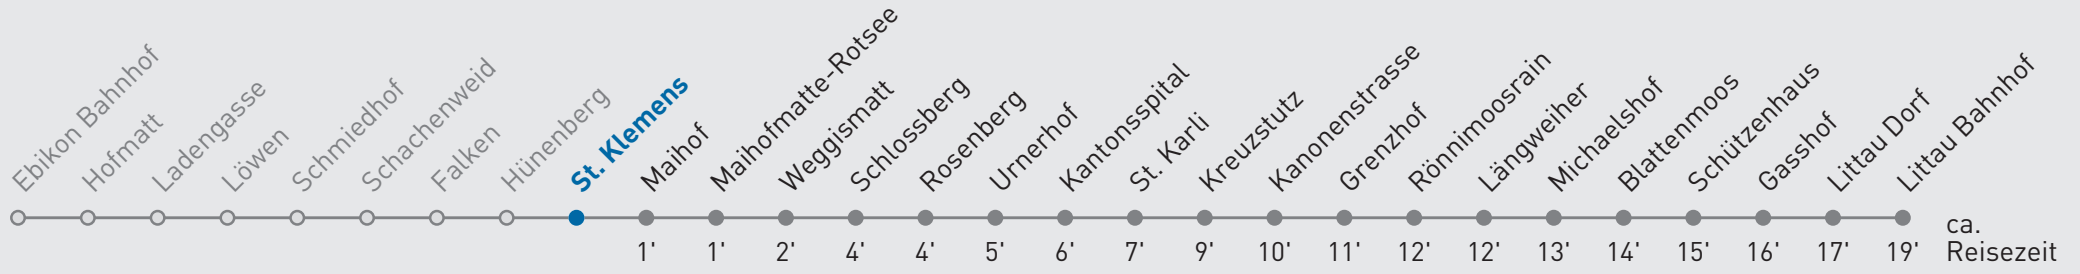 Ebikon Bahnhof
Hofmatt
Ladengasse
Löwen
Schmiedhof
Schachenweid
Falken
Hünenberg
St. Klemens
Maihof
Maihofmatte-Rotsee
Weggismatt
Schlossberg
Rosenberg
Urnerhof
Kantonsspital
St. Karli
Kreuzstutz
Kanonenstrasse
Grenzhof
Rönnimoosrain
Längweiher
Michaelshof
Blattenmoos
Schützenhaus
Gasshof
Littau Dorf
Littau Bahnhof
1' 1' 2' 4' 4' 5' 6' 7' 9' 10' 11' 12' 12' 13' 14' 15' 16' 17' 19'
ca.
Reisezeit